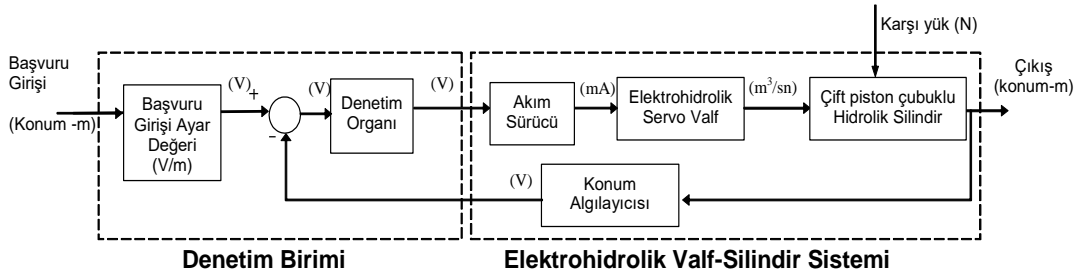 Karşı yük (N)
Başvuru
Girişi
(Konum -m)
Başvuru
Girişi Ayar
Değeri
(V/m)
(V)
+
-
(V)
Denetim
Organı
(V)
Akım
Sürücü
(mA)
Elektrohidrolik
Servo Valf
(m³/sn)
Çift piston çubuklu
Hidrolik Silindir
Çıkış
(konum-m)
(V)
Konum
Algılayıcısı
Denetim Birimi
Elektrohidrolik Valf-Silindir Sistemi